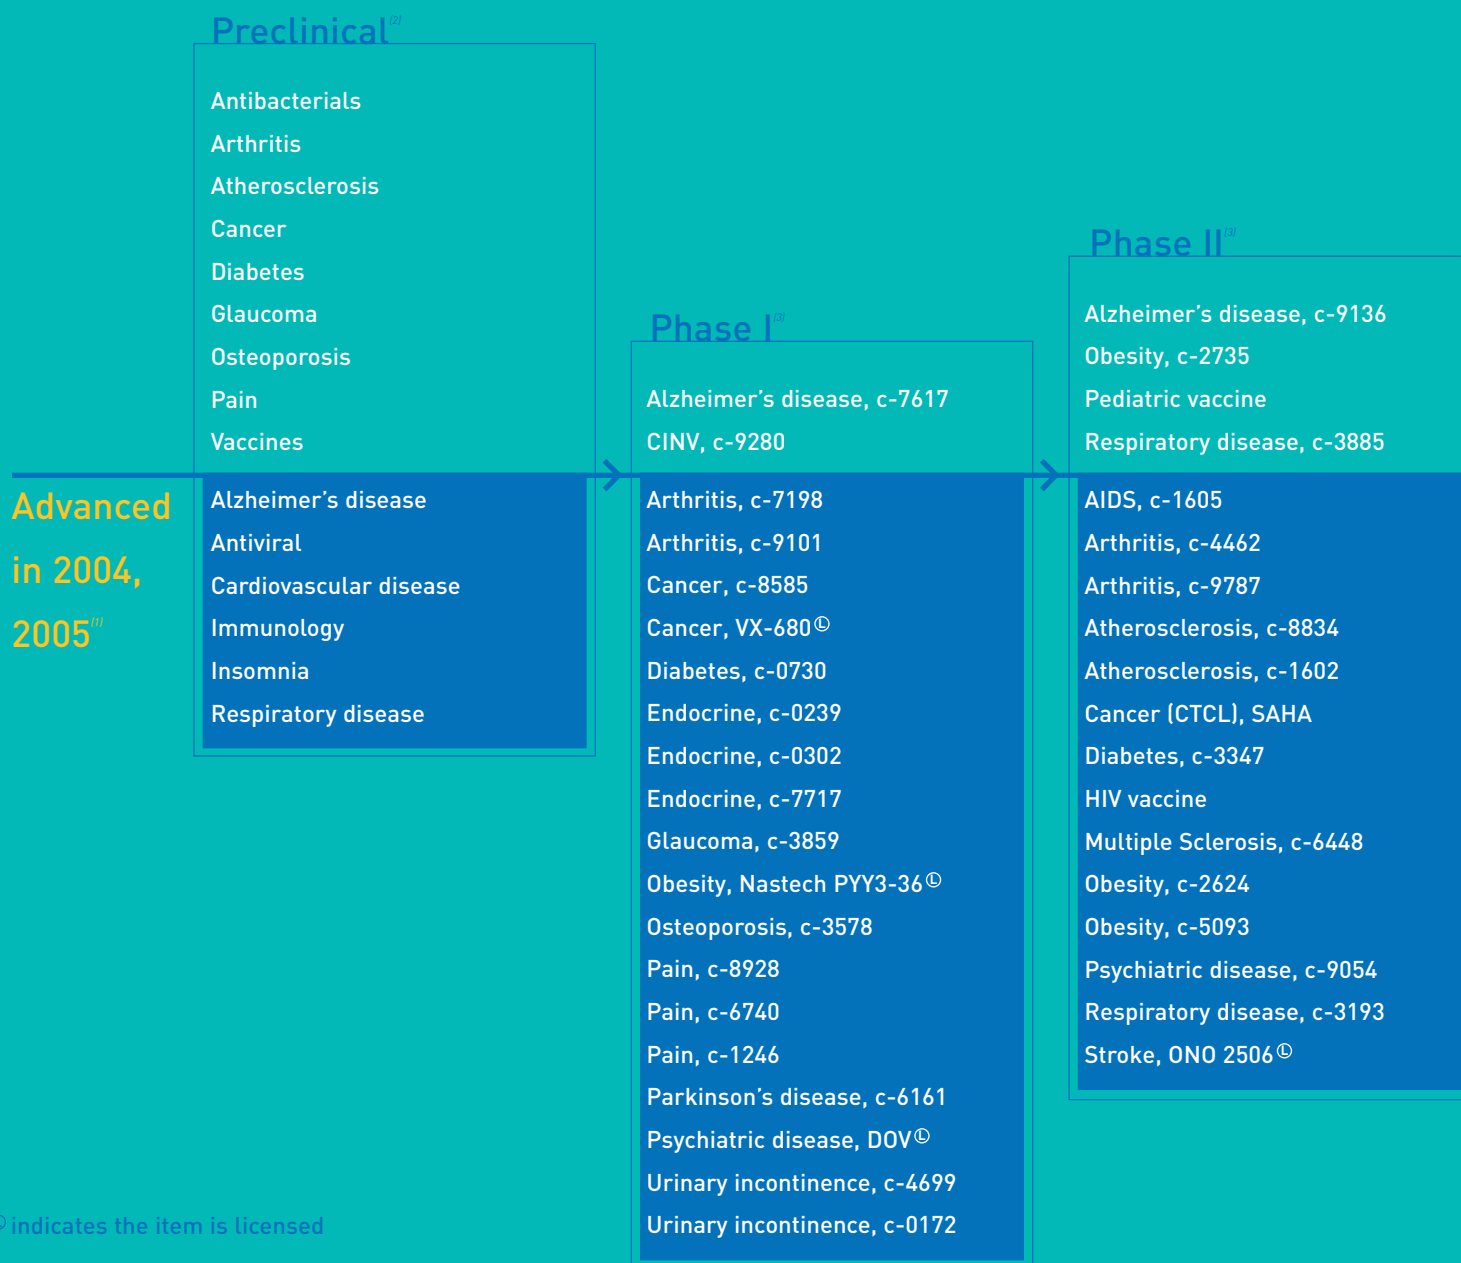 Preclinical(2)
Antibacterials
Arthritis
Atherosclerosis
Cancer
Diabetes
Glaucoma
Osteoporosis
Pain
Vaccines
Alzheimer’s disease
Antiviral
Cardiovascular disease
Immunology
Insomnia
Respiratory disease
Phase I(3)
Alzheimer’s disease, c-7617
CINV, c-9280
Arthritis, c-7198
Arthritis, c-9101
Cancer, c-8585
Cancer, VX-680Ⓛ
Diabetes, c-0730
Endocrine, c-0239
Endocrine, c-0302
Endocrine, c-7717
Glaucoma, c-3859
Obesity, Nastech PYY3-36Ⓛ
Osteoporosis, c-3578
Pain, c-8928
Pain, c-6740
Pain, c-1246
Parkinson’s disease, c-6161
Psychiatric disease, DOVⓁ
Urinary incontinence, c-4699
Urinary incontinence, c-0172
Phase II(3)
Alzheimer’s disease, c-9136
Obesity, c-2735
Pediatric vaccine
Respiratory disease, c-3885
AIDS, c-1605
Arthritis, c-4462
Arthritis, c-9787
Atherosclerosis, c-8834
Atherosclerosis, c-1602
Cancer (CTCL), SAHA
Diabetes, c-3347
HIV vaccine
Multiple Sclerosis, c-6448
Obesity, c-2624
Obesity, c-5093
Psychiatric disease, c-9054
Respiratory disease, c-3193
Stroke, ONO 2506Ⓛ
Advanced
in 2004,
2005(1)
Ⓛ indicates the item is licensed